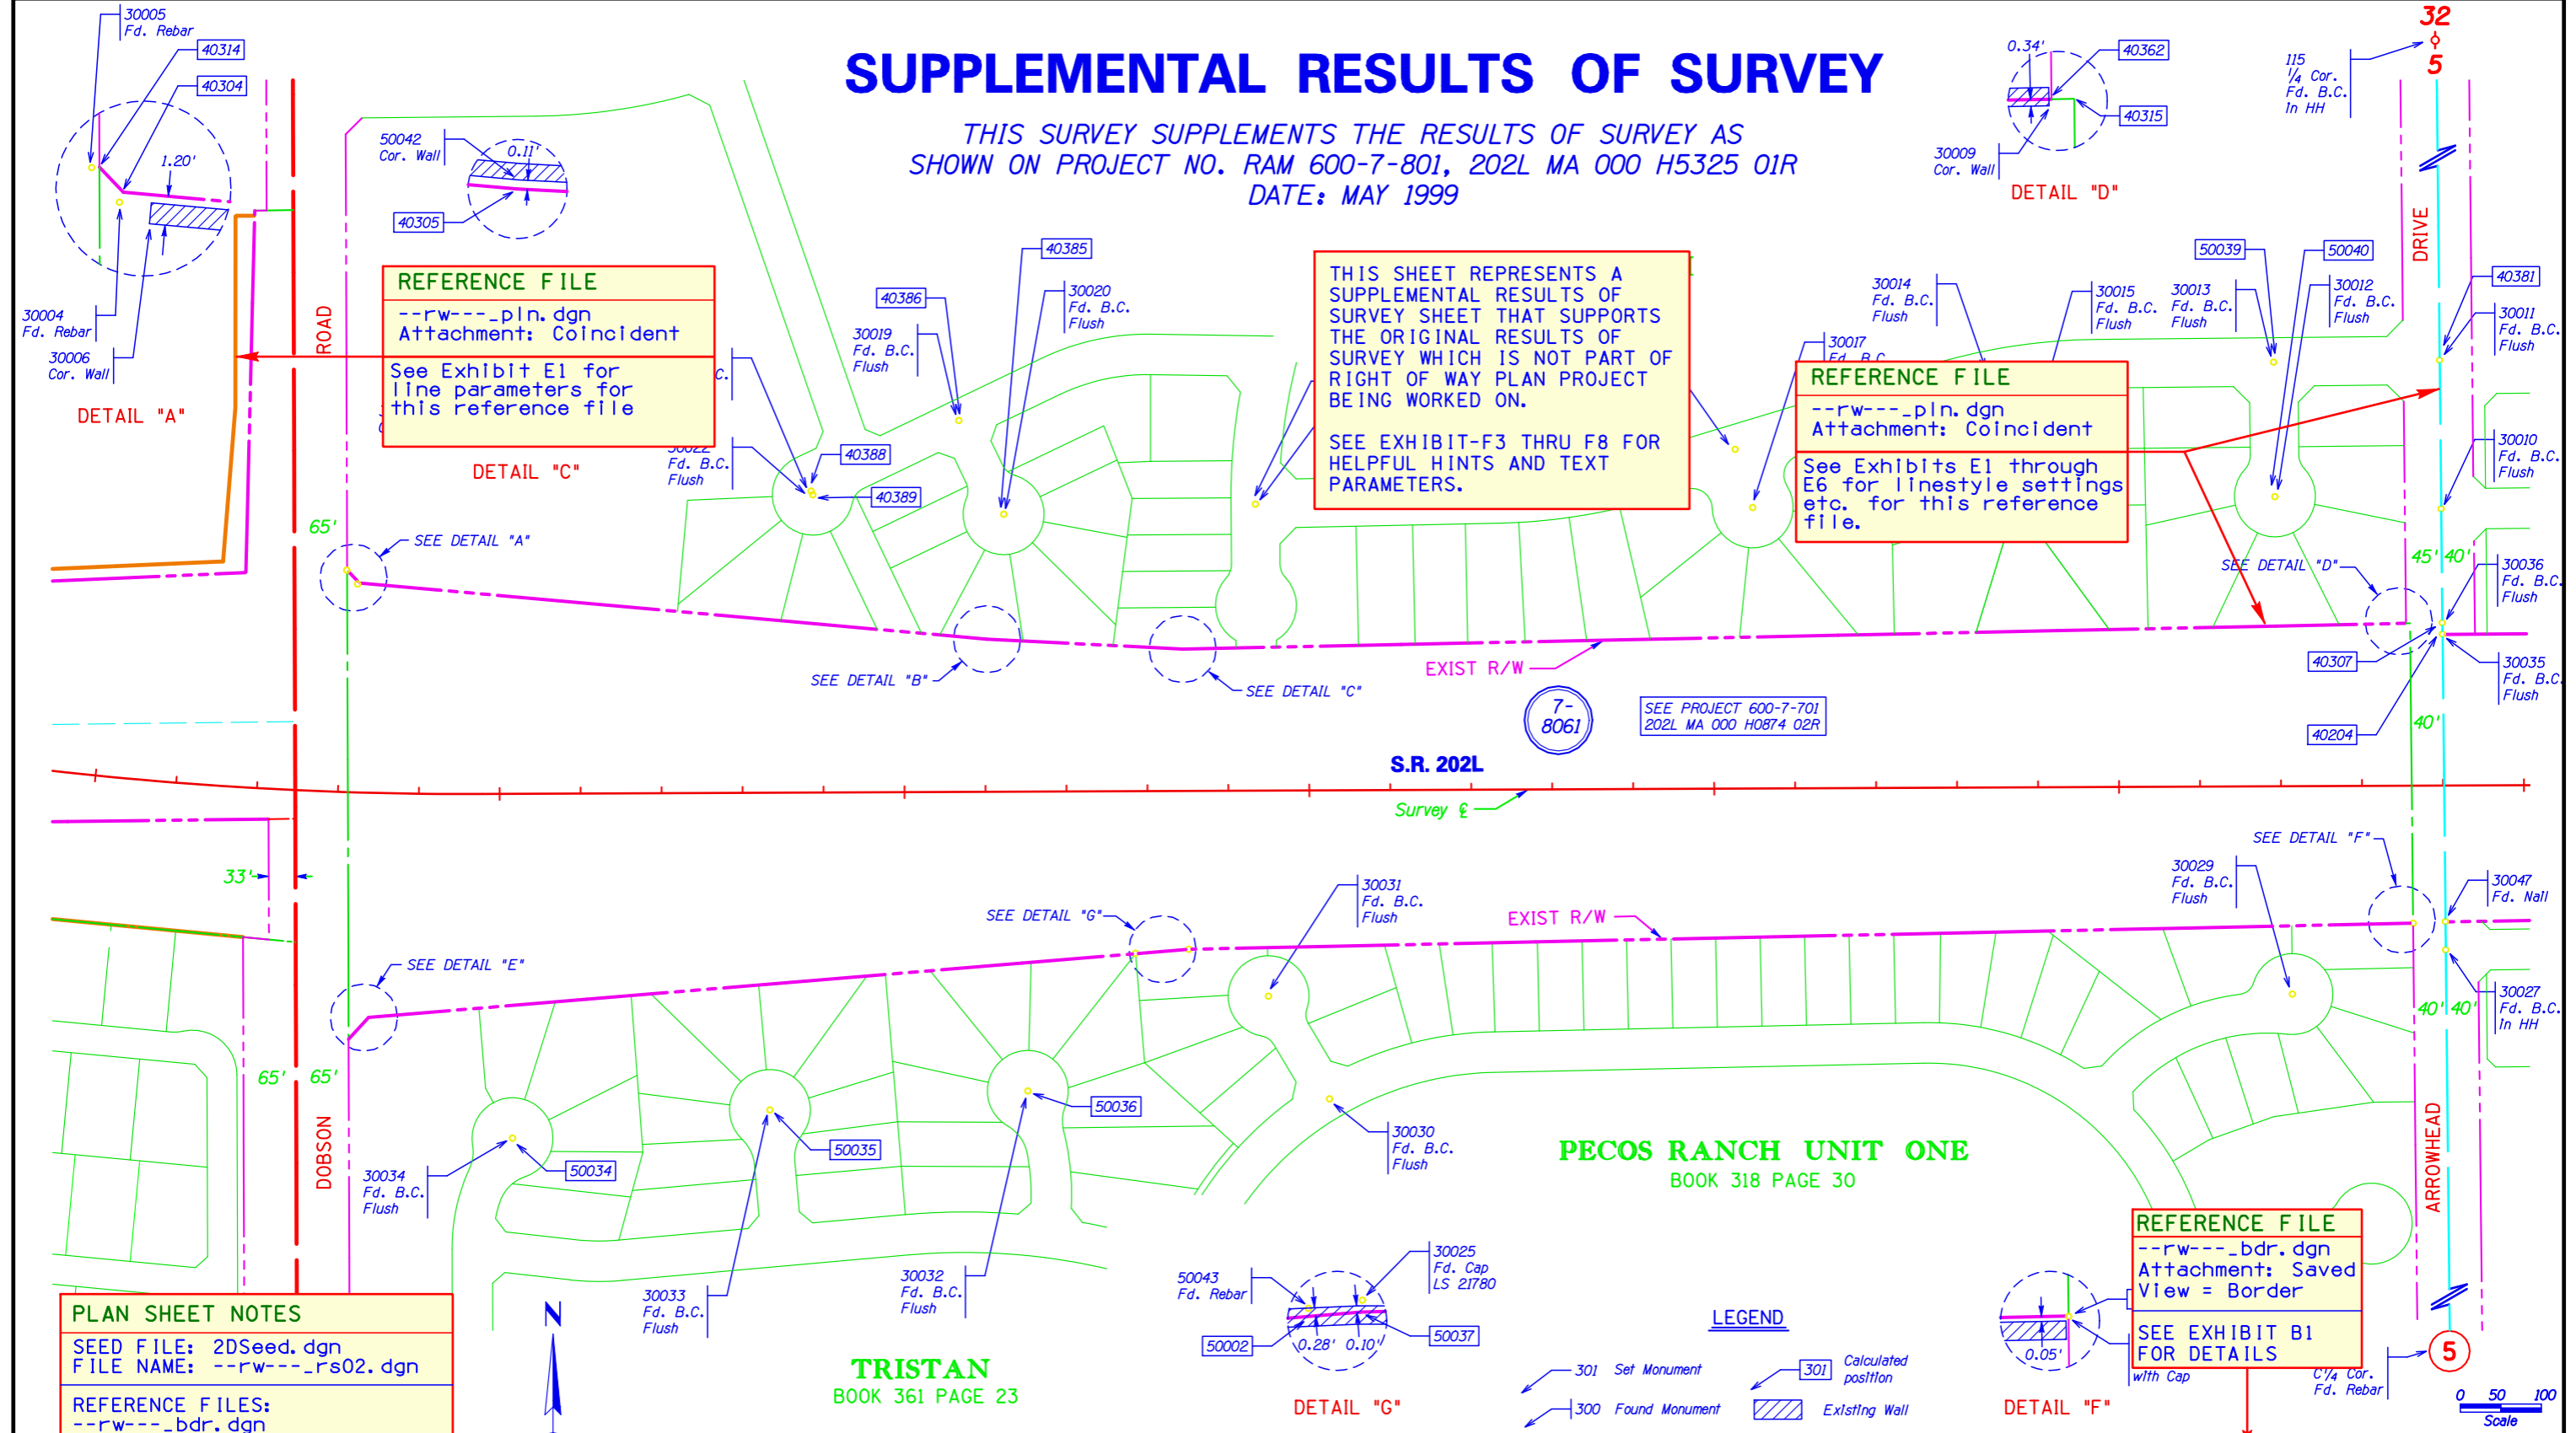 SUPPLEMENTAL RESULTS OF SURVEY
THIS SURVEY SUPPLEMENTS THE RESULTS OF SURVEY AS
SHOWN ON PROJECT NO. RAM 600-7-801, 202L MA 000 H5325 01R
DATE: MAY 1999
30005
Fd. Rebar
40314
40304
1.20'
30004
Fd. Rebar
30006
Cor. Wall
DETAIL "A"
50042
Cor. Wall
0.11'
40305
REFERENCE FILE
--rw---_pln.dgn
Attachment: Coincident
See Exhibit E1 for
line parameters for
this reference file
DETAIL "C"
ROAD
65'
SEE DETAIL "A"
Fd. B.C.
Flush
40388
40389
40386
30019
Fd. B.C.
Flush
40385
30020
Fd. B.C.
Flush
THIS SHEET REPRESENTS A
SUPPLEMENTAL RESULTS OF
SURVEY SHEET THAT SUPPORTS
THE ORIGINAL RESULTS OF
SURVEY WHICH IS NOT PART OF
RIGHT OF WAY PLAN PROJECT
BEING WORKED ON.
SEE EXHIBIT-F3 THRU F8 FOR
HELPFUL HINTS AND TEXT
PARAMETERS.
0.34'
40362
40315
30009
Cor. Wall
DETAIL "D"
32
5
115
1/4 Cor.
Fd. B.C.
In HH
DRIVE
30017
Fd. B.C.
30014
Fd. B.C.
Flush
30015
Fd. B.C.
Flush
30013
Fd. B.C.
Flush
50039
50040
30012
Fd. B.C.
Flush
40381
30011
Fd. B.C.
Flush
REFERENCE FILE
--rw---_pln.dgn
Attachment: Coincident
See Exhibits E1 through
E6 for linestyle settings
etc. for this reference
file.
30010
Fd. B.C.
Flush
45' 40'
SEE DETAIL "D"
30036
Fd. B.C.
Flush
40307
30035
Fd. B.C.
Flush
40204
40'
SEE DETAIL "B"
SEE DETAIL "C"
EXIST R/W
7-
8061
SEE PROJECT 600-7-701
202L MA 000 H0874 02R
S.R. 202L
Survey ℄
33'
SEE DETAIL "E"
SEE DETAIL "G"
30031
Fd. B.C.
Flush
EXIST R/W
30029
Fd. B.C.
Flush
SEE DETAIL "F"
30047
Fd. Nail
30027
Fd. B.C.
In HH
40' 40'
65' 65'
DOBSON
30034
Fd. B.C.
Flush
50034
50035
50036
30030
Fd. B.C.
Flush
PECOS RANCH UNIT ONE
BOOK 318 PAGE 30
ARROWHEAD
30033
Fd. B.C.
Flush
30032
Fd. B.C.
Flush
TRISTAN
BOOK 361 PAGE 23
N
PLAN SHEET NOTES
SEED FILE: 2DSeed.dgn
FILE NAME: --rw---_rs02.dgn
REFERENCE FILES:
--rw---_bdr.dgn
50043
Fd. Rebar
30025
Fd. Cap
LS 21780
50002
0.28' 0.10'
50037
DETAIL "G"
LEGEND
301 Set Monument
301 Calculated
position
300 Found Monument
Existing Wall
0.05'
with Cap
DETAIL "F"
REFERENCE FILE
--rw---_bdr.dgn
Attachment: Saved
View = Border
SEE EXHIBIT B1
FOR DETAILS
C 1/4 Cor.
Fd. Rebar
5
0 50 100
Scale